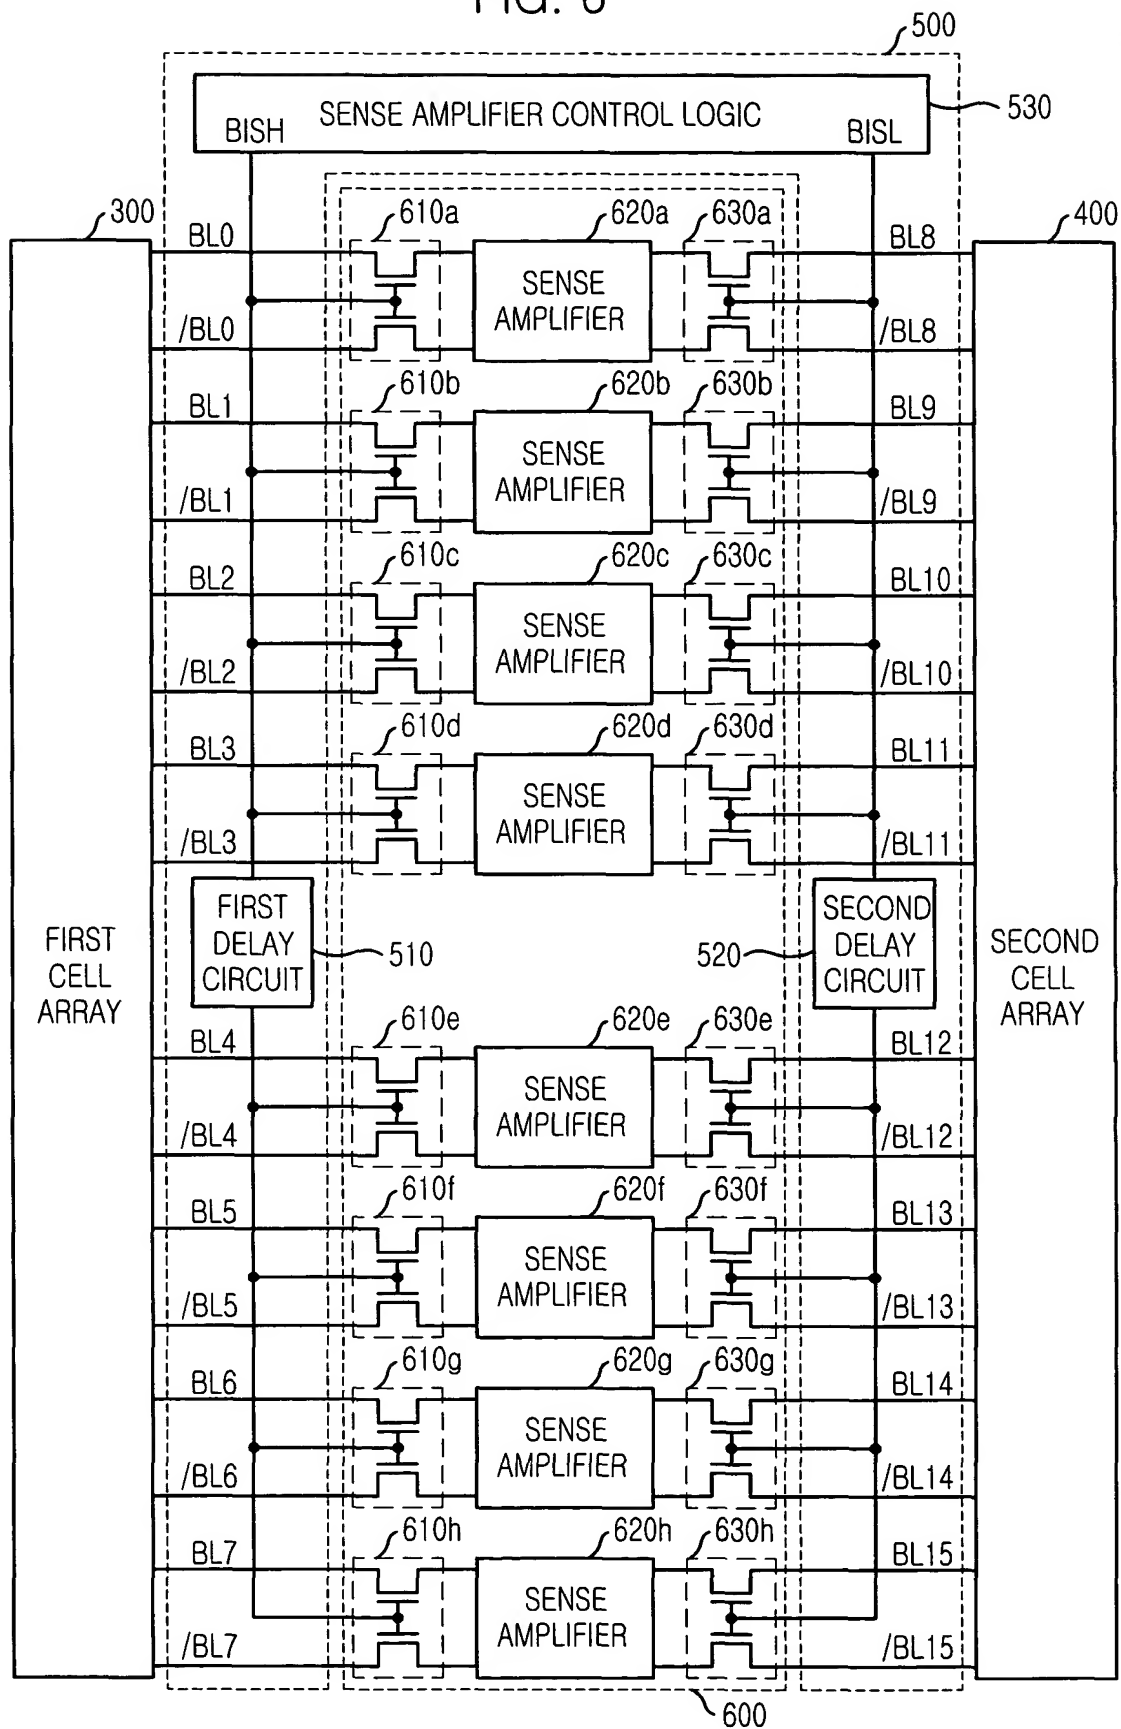 FIG. 6
500
SENSE AMPLIFIER CONTROL LOGIC
530
BISH
BISL
300
400
610a
620a
630a
BL0
BL8
SENSE
AMPLIFIER
/BL0
/BL8
610b
620b
630b
BL1
BL9
SENSE
AMPLIFIER
/BL1
/BL9
610c
620c
630c
BL2
BL10
SENSE
AMPLIFIER
/BL2
/BL10
610d
620d
630d
BL3
BL11
SENSE
AMPLIFIER
/BL3
/BL11
FIRST
DELAY
CIRCUIT
510
520
SECOND
DELAY
CIRCUIT
FIRST
CELL
ARRAY
SECOND
CELL
ARRAY
610e
620e
630e
BL4
BL12
SENSE
AMPLIFIER
/BL4
/BL12
610f
620f
630f
BL5
BL13
SENSE
AMPLIFIER
/BL5
/BL13
610g
620g
630g
BL6
BL14
SENSE
AMPLIFIER
/BL6
/BL14
610h
620h
630h
BL7
BL15
SENSE
AMPLIFIER
/BL7
/BL15
600